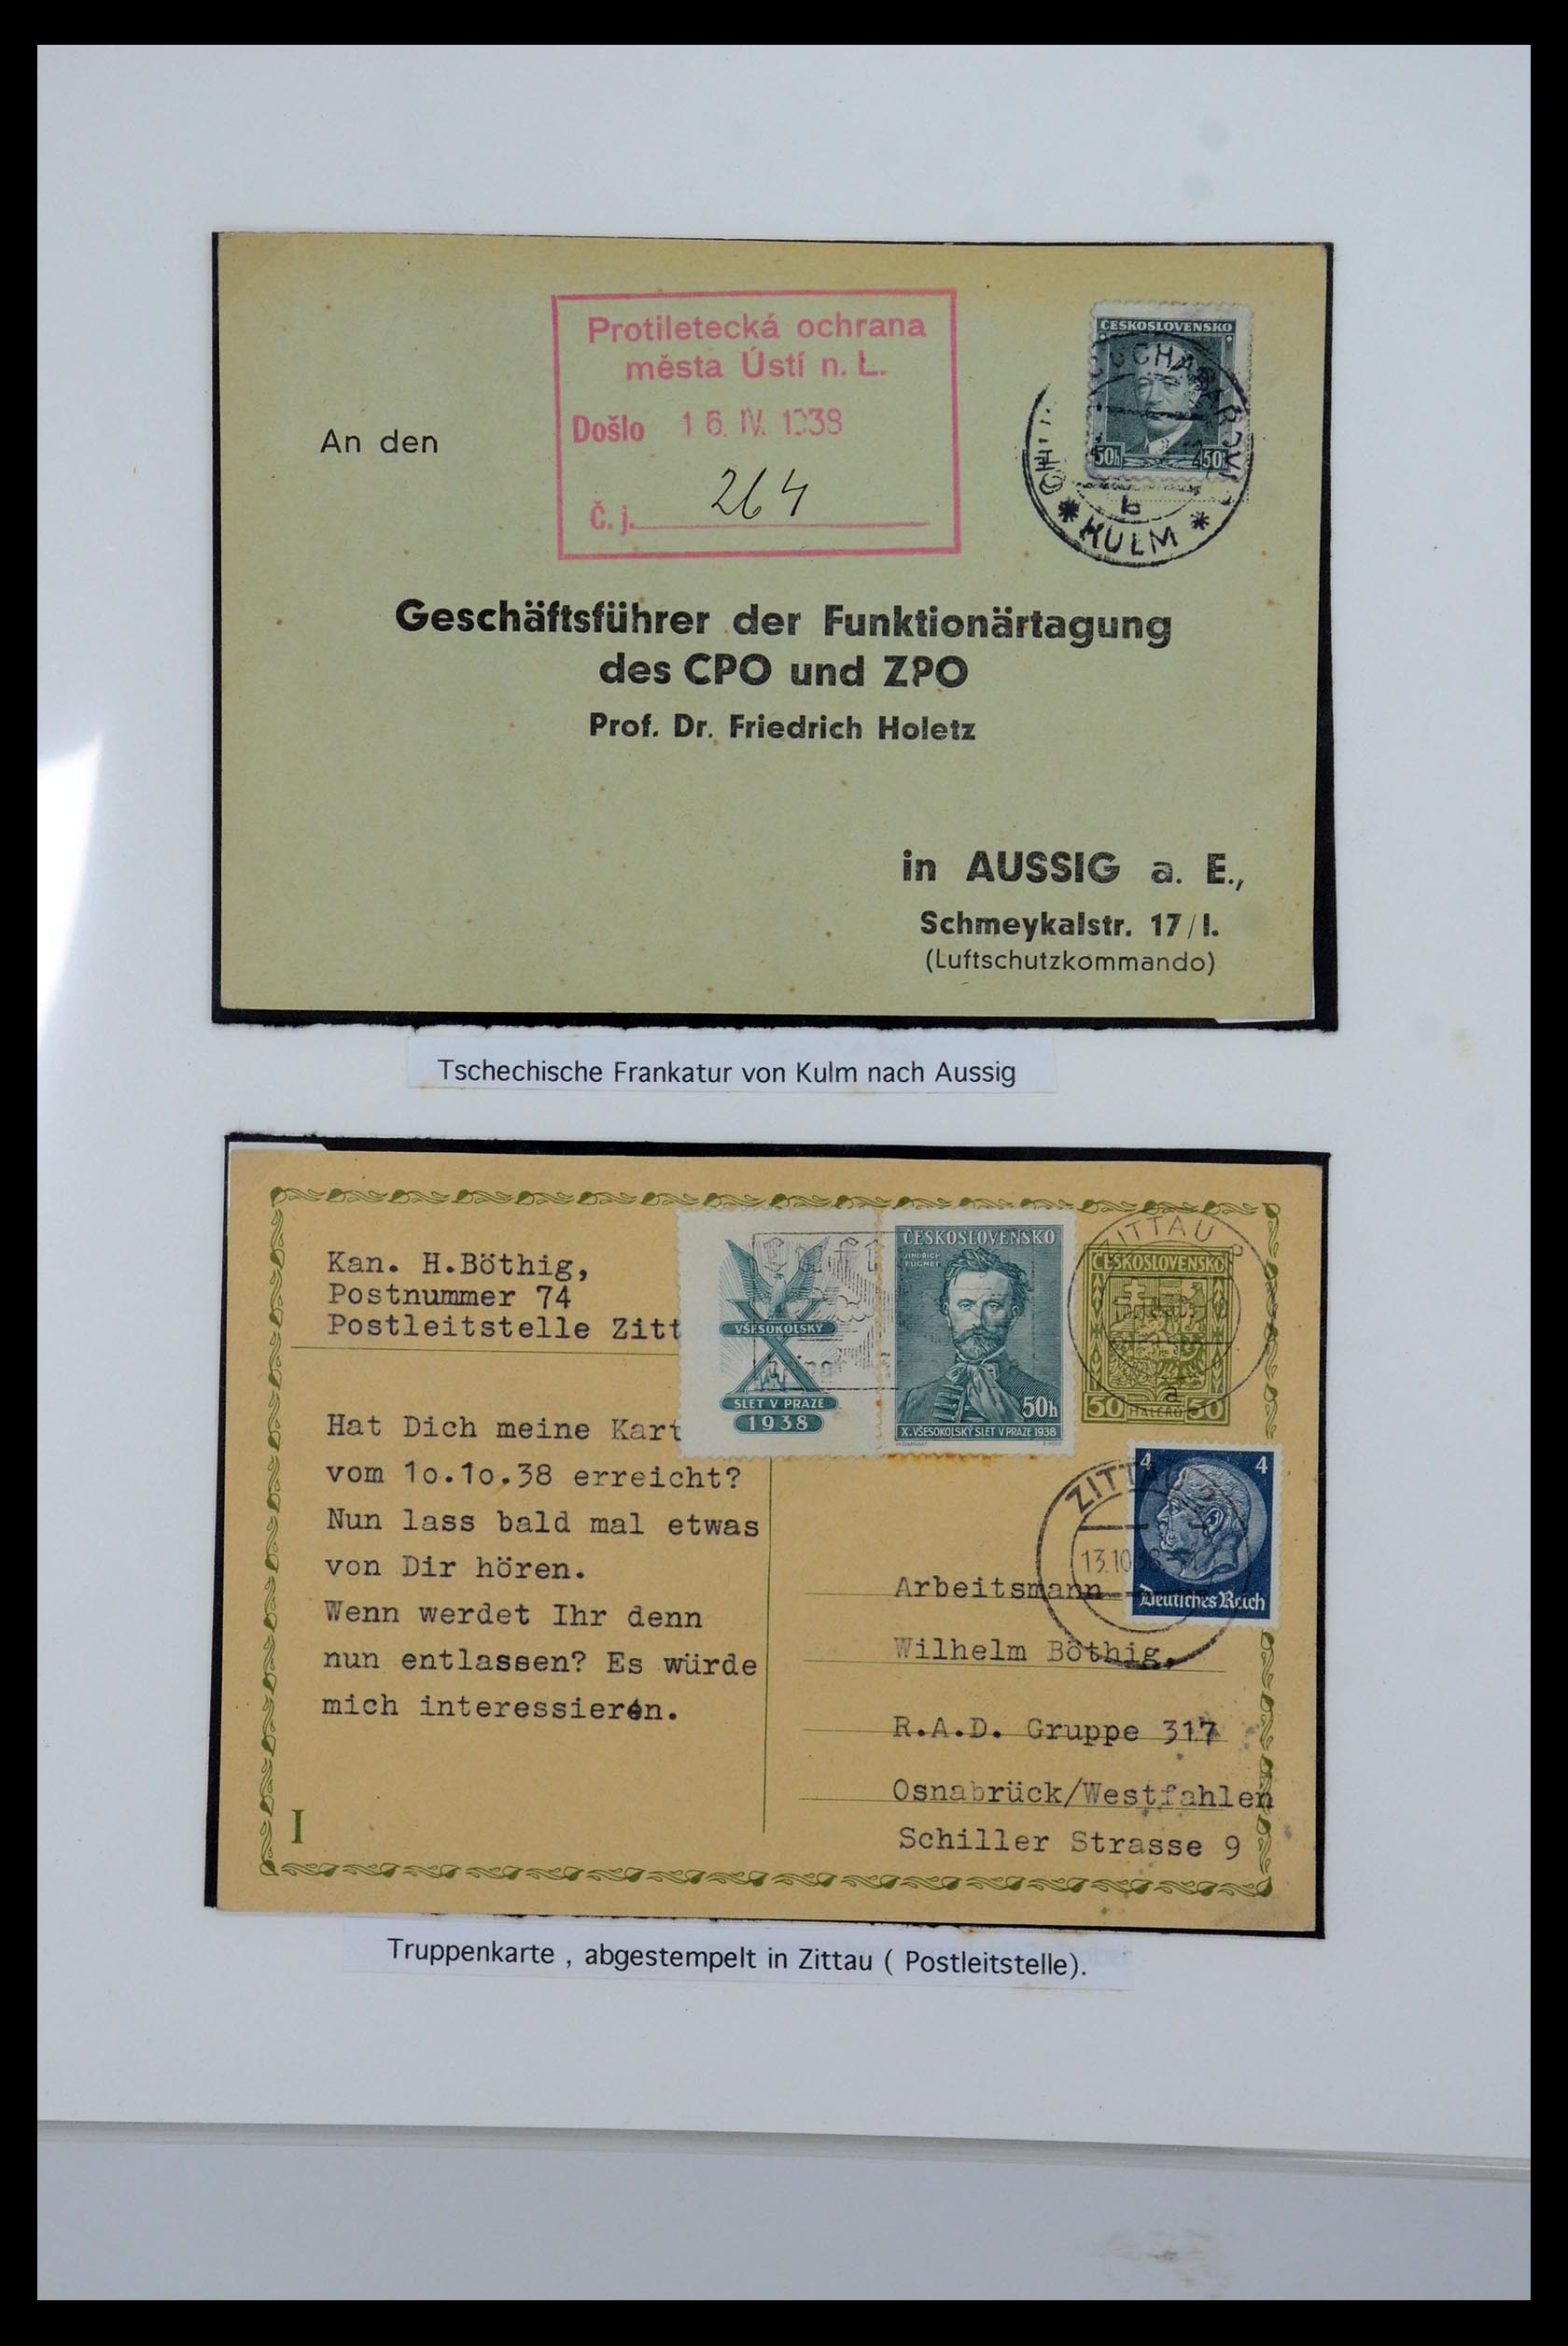 Protiletecká ochrana
města Ústí n. L.
Došlo 16. IV. 1938
Č. j. 264
ČESKOSLOVENSKO
50h 50h
b
* KULM *
An den
Geschäftsführer der Funktionärtagung
des CPO und ZPO
Prof. Dr. Friedrich Holetz
in AUSSIG a. E.,
Schmeykalstr. 17/I.
(Luftschutzkommando)
Tschechische Frankatur von Kulm nach Aussig
Kan. H.Böthig,
Postnummer 74
Postleitstelle Zitt
VŠESOKOLSKÝ
X
SLET V PRAZE
1938
ČESKOSLOVENSKO
JINDŘICH
FÜGNER
50h
X. VŠESOKOLSKÝ SLET V PRAZE 1938
ZITTAU
ČESKOSLOVENSKO
a
50 HALÉŘŮ 50
Hat Dich meine Kart
vom 1o.1o.38 erreicht?
Nun lass bald mal etwas
von Dir hören.
Wenn werdet Ihr denn
nun entlassen? Es würde
mich interessieren.
4 4
Deutsches Reich
ZITTAU
13.10.38
Arbeitsmann
Wilhelm Böthig.
R.A.D. Gruppe 317
Osnabrück/Westfahlen
Schiller Strasse 9
I
Truppenkarte , abgestempelt in Zittau ( Postleitstelle).